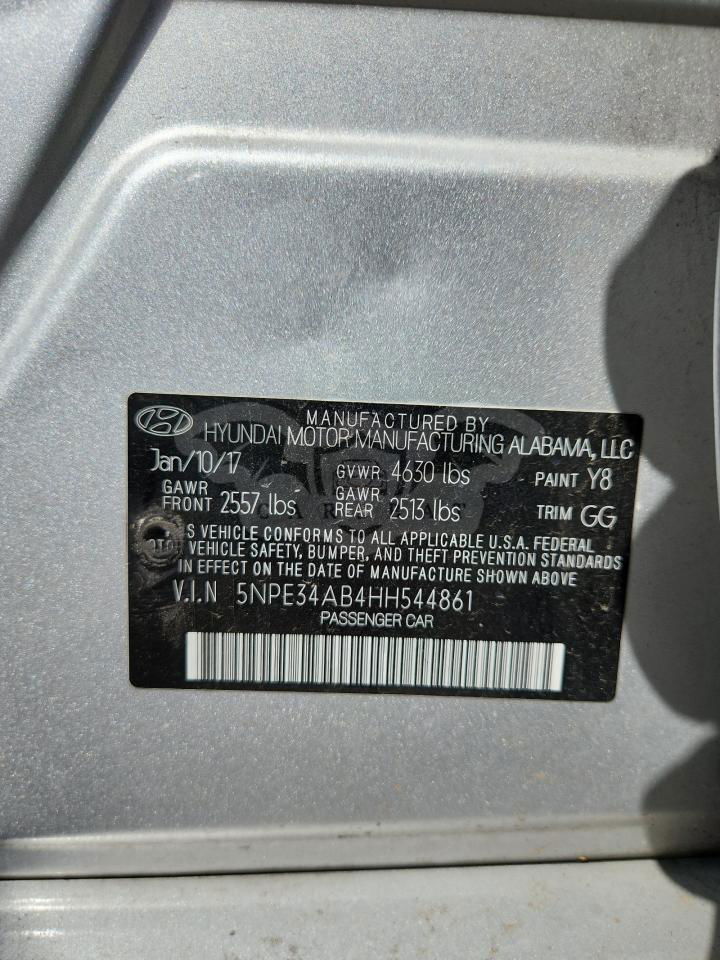 MANUFACTURED BY
HYUNDAI MOTOR MANUFACTURING ALABAMA, LLC
Jan/10/17 GVWR 4630 lbs PAINT Y8
GAWR FRONT 2557 lbs GAWR REAR 2513 lbs TRIM GG
S VEHICLE CONFORMS TO ALL APPLICABLE U.S.A. FEDERAL
VEHICLE SAFETY, BUMPER, AND THEFT PREVENTION STANDARDS
IN EFFECT ON THE DATE OF MANUFACTURE SHOWN ABOVE
V.I.N 5NPE34AB4HH544861
PASSENGER CAR